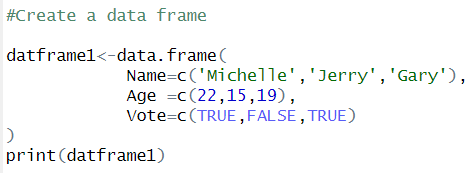 #Create a data frame
datframe1<-data.frame(
Name=c('Michelle','Jerry','Gary'),
Age =c(22,15,19),
Vote=c(TRUE,FALSE,TRUE)
)
print(datframe1)